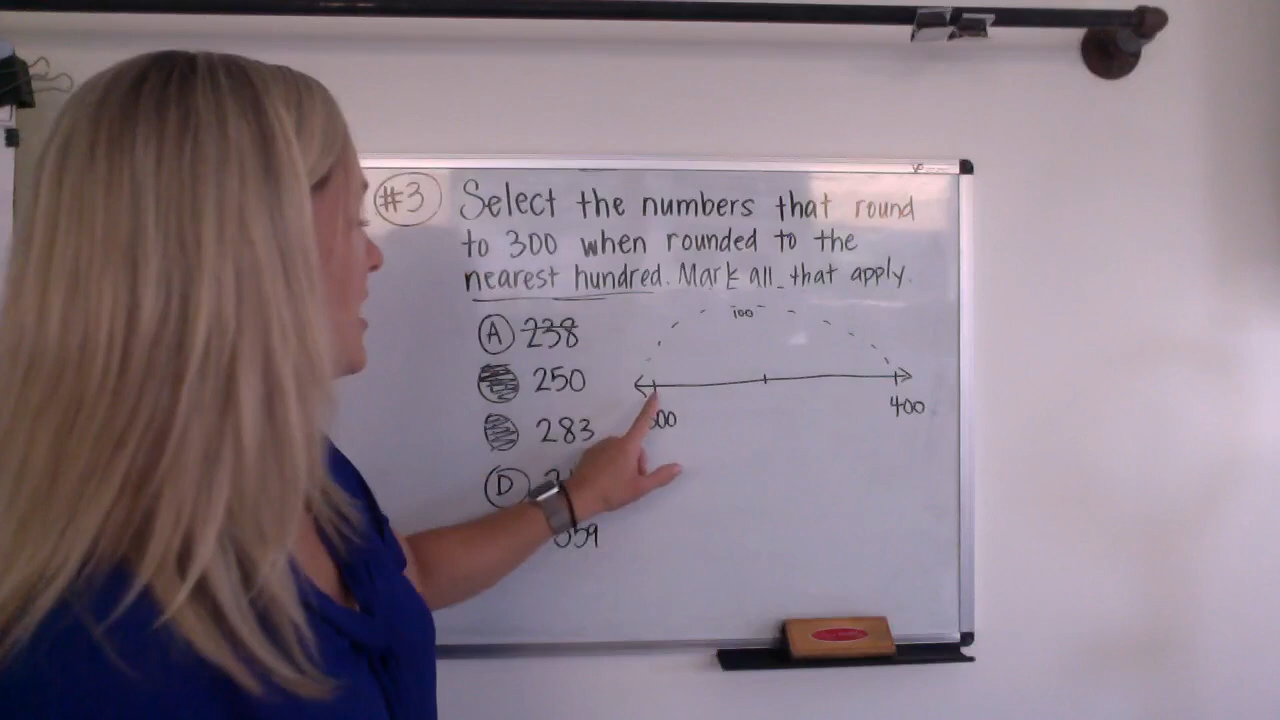 #3 Select the numbers that round
to 300 when rounded to the
nearest hundred. Mark all that apply.
100
A 238
250
283
400
D